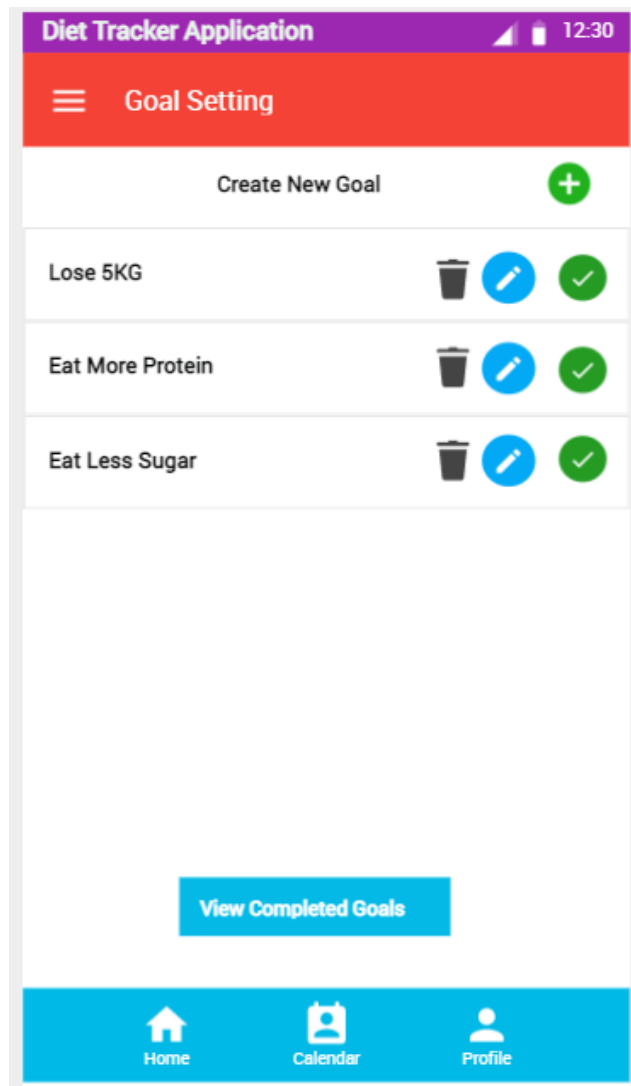 Diet Tracker Application 12:30
Goal Setting
Create New Goal
Lose 5KG
Eat More Protein
Eat Less Sugar
View Completed Goals
Home Calendar Profile